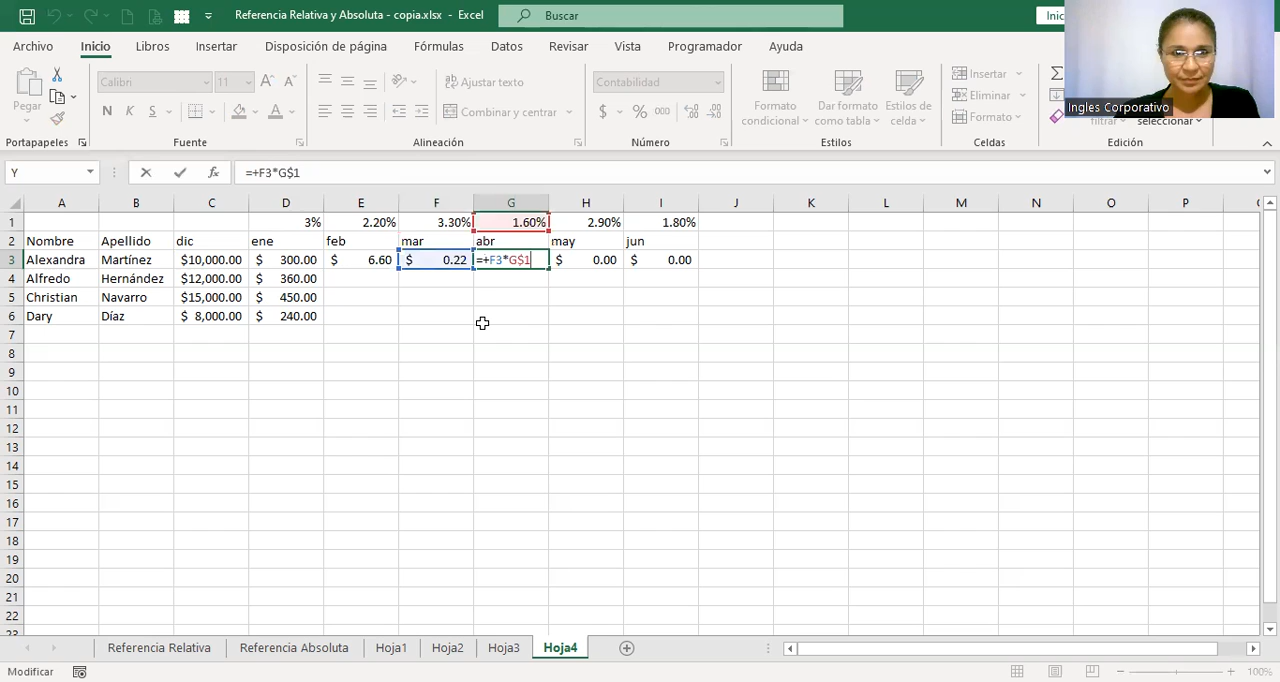 Referencia Relativa y Absoluta - copia.xlsx - Excel
Buscar
Inic
Archivo Inicio Libros Insertar Disposición de página Fórmulas Datos Revisar Vista Programador Ayuda
Pegar
Calibri 11
N K S
Ajustar texto
Combinar y centrar
Contabilidad
$ % 000
Formato condicional
Dar formato como tabla
Estilos de celda
Insertar
Eliminar
Formato
filtrar
seleccionar
Ingles Corporativo
Portapapeles Fuente Alineación Número Estilos Celdas Edición
Y fx =+F3*G$1
A B C D E F G H I J K L M N O P
1 3% 2.20% 3.30% 1.60% 2.90% 1.80%
2 Nombre Apellido dic ene feb mar abr may jun
3 Alexandra Martínez $10,000.00 $ 300.00 $ 6.60 $ 0.22 =+F3*G$1 $ 0.00 $ 0.00
4 Alfredo Hernández $12,000.00 $ 360.00
5 Christian Navarro $15,000.00 $ 450.00
6 Dary Díaz $ 8,000.00 $ 240.00
7
8
9
10
11
12
13
14
15
16
17
18
19
20
21
22
23
Referencia Relativa Referencia Absoluta Hoja1 Hoja2 Hoja3 Hoja4
Modificar 100%